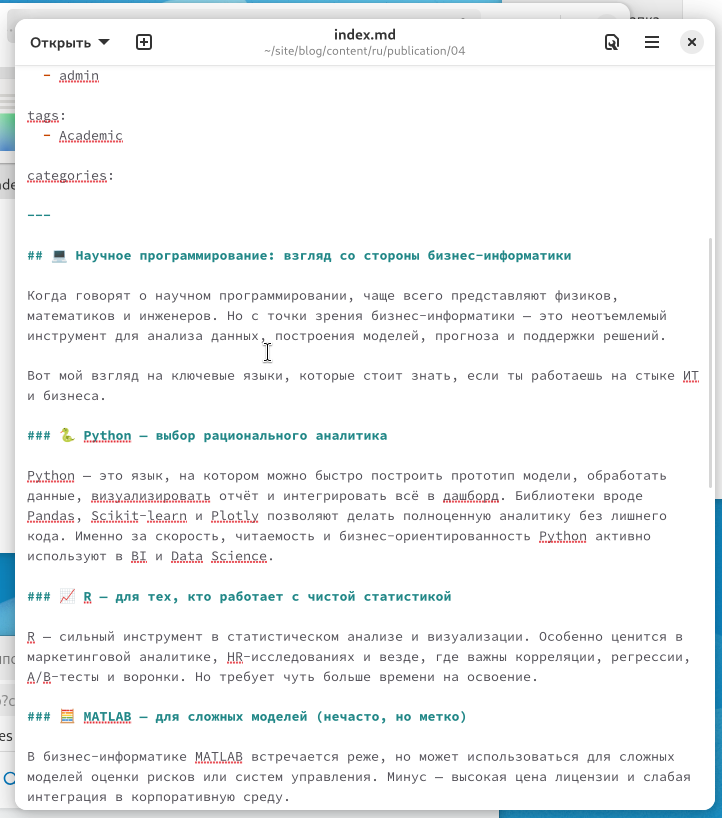 папка
Открыть
index.md
~/site/blog/content/ru/publication/04
- admin
tags:
- Academic
categories:
---
## 💻 Научное программирование: взгляд со стороны бизнес-информатики
Когда говорят о научном программировании, чаще всего представляют физиков,
математиков и инженеров. Но с точки зрения бизнес-информатики — это неотъемлемый
инструмент для анализа данных, построения моделей, прогноза и поддержки решений.
Вот мой взгляд на ключевые языки, которые стоит знать, если ты работаешь на стыке ИТ
и бизнеса.
### 🐍 Python — выбор рационального аналитика
Python — это язык, на котором можно быстро построить прототип модели, обработать
данные, визуализировать отчёт и интегрировать всё в дашборд. Библиотеки вроде
Pandas, Scikit-learn и Plotly позволяют делать полноценную аналитику без лишнего
кода. Именно за скорость, читаемость и бизнес-ориентированность Python активно
используют в BI и Data Science.
### 📈 R — для тех, кто работает с чистой статистикой
R — сильный инструмент в статистическом анализе и визуализации. Особенно ценится в
маркетинговой аналитике, HR-исследованиях и везде, где важны корреляции, регрессии,
A/B-тесты и воронки. Но требует чуть больше времени на освоение.
### 🧮 MATLAB — для сложных моделей (нечасто, но метко)
В бизнес-информатике MATLAB встречается реже, но может использоваться для сложных
моделей оценки рисков или систем управления. Минус — высокая цена лицензии и слабая
интеграция в корпоративную среду.